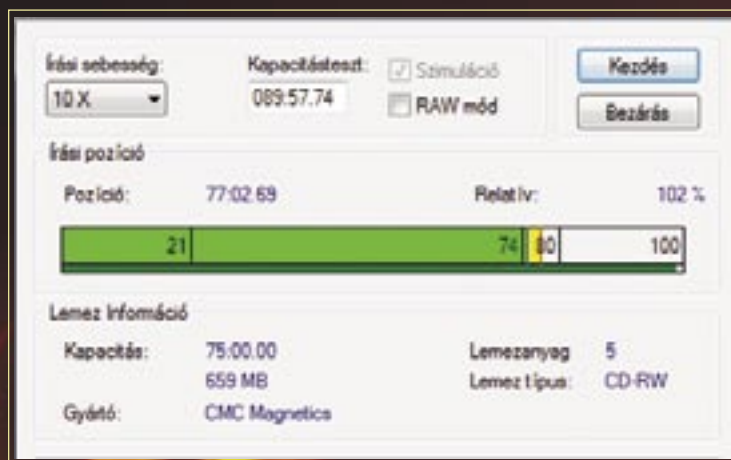 Írási sebesség: Kapacitásteszt: Szimuláció Kezdés
10 X 089:57.74 RAW mód Bezárás
Írási pozíció
Pozíció: 77:02.69 Relatív: 102 %
21 74 80 100
Lemez Információ
Kapacitás: 75:00.00 Lemezanyag 5
659 MB Lemez típus: CD-RW
Gyártó: CMC Magnetics